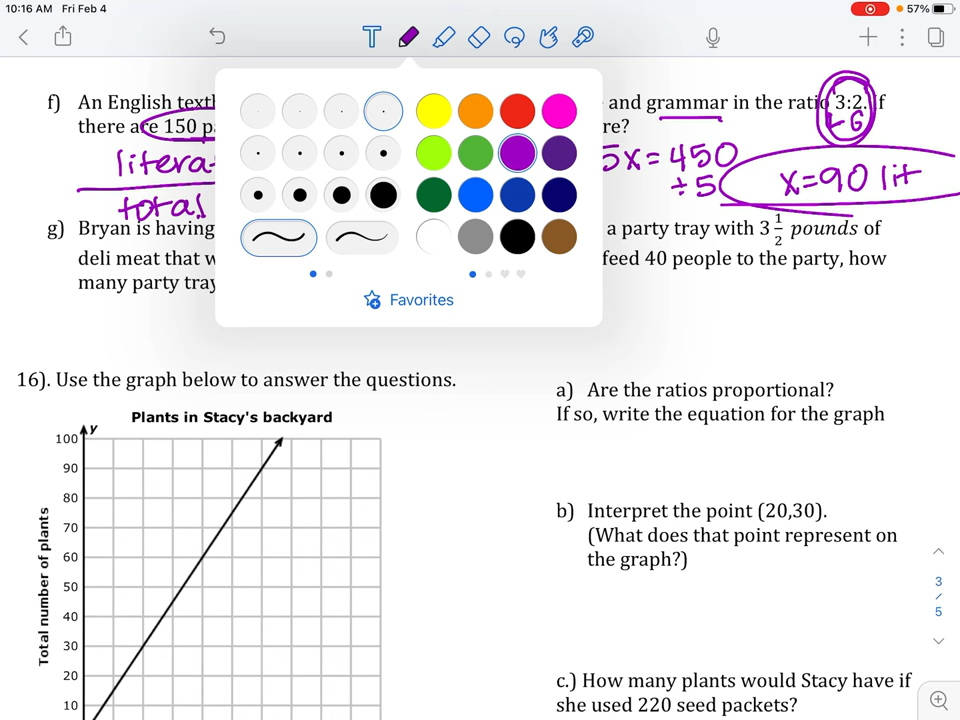 10:16 AM Fri Feb 4
57%
T
f) An English textb and grammar in the ratio 3:2. If
there are 150 p re?
L G
litera 5x = 450
total ÷5 x = 90 lit
g) Bryan is having a party tray with 3 1/2 pounds of
deli meat that w feed 40 people to the party, how
many party tray
Favorites
16). Use the graph below to answer the questions.
a) Are the ratios proportional?
If so, write the equation for the graph
Plants in Stacy's backyard
y
100
90
80
70
60
50
40
30
20
10
Total number of plants
b) Interpret the point (20,30).
(What does that point represent on
the graph?)
3
/
5
c.) How many plants would Stacy have if
she used 220 seed packets?